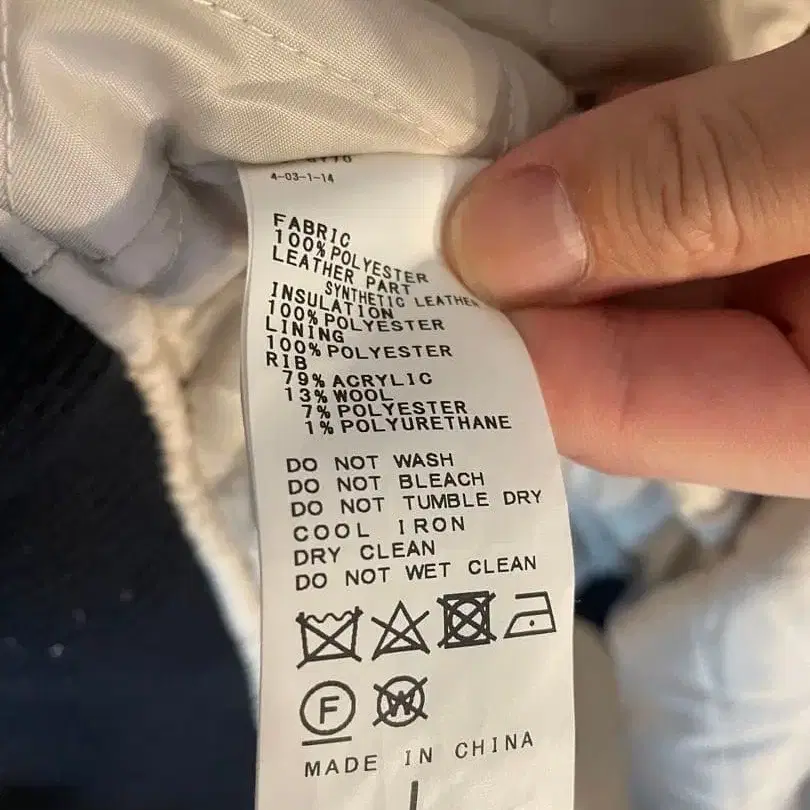 4-03-1-14
FABRIC
100% POLYESTER
LEATHER PART
SYNTHETIC LEATHER
INSULATION
100% POLYESTER
LINING
100% POLYESTER
RIB
79% ACRYLIC
13% WOOL
7% POLYESTER
1% POLYURETHANE
DO NOT WASH
DO NOT BLEACH
DO NOT TUMBLE DRY
COOL IRON
DRY CLEAN
DO NOT WET CLEAN
F W
MADE IN CHINA